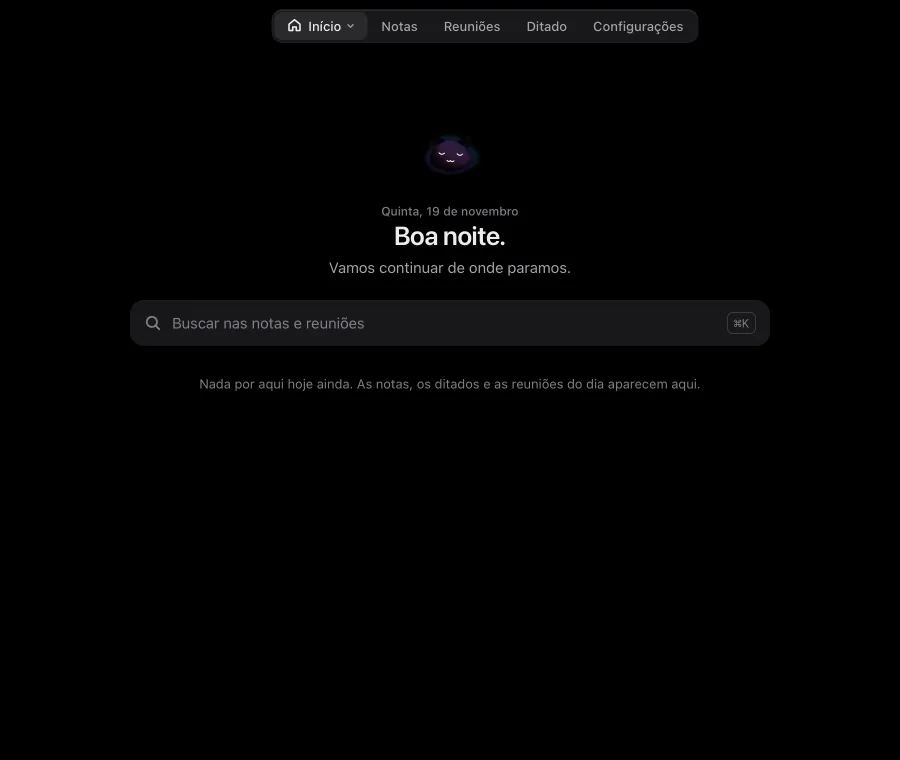 Início Notas Reuniões Ditado Configurações
Quinta, 19 de novembro
Boa noite.
Vamos continuar de onde paramos.
Buscar nas notas e reuniões ⌘K
Nada por aqui hoje ainda. As notas, os ditados e as reuniões do dia aparecem aqui.